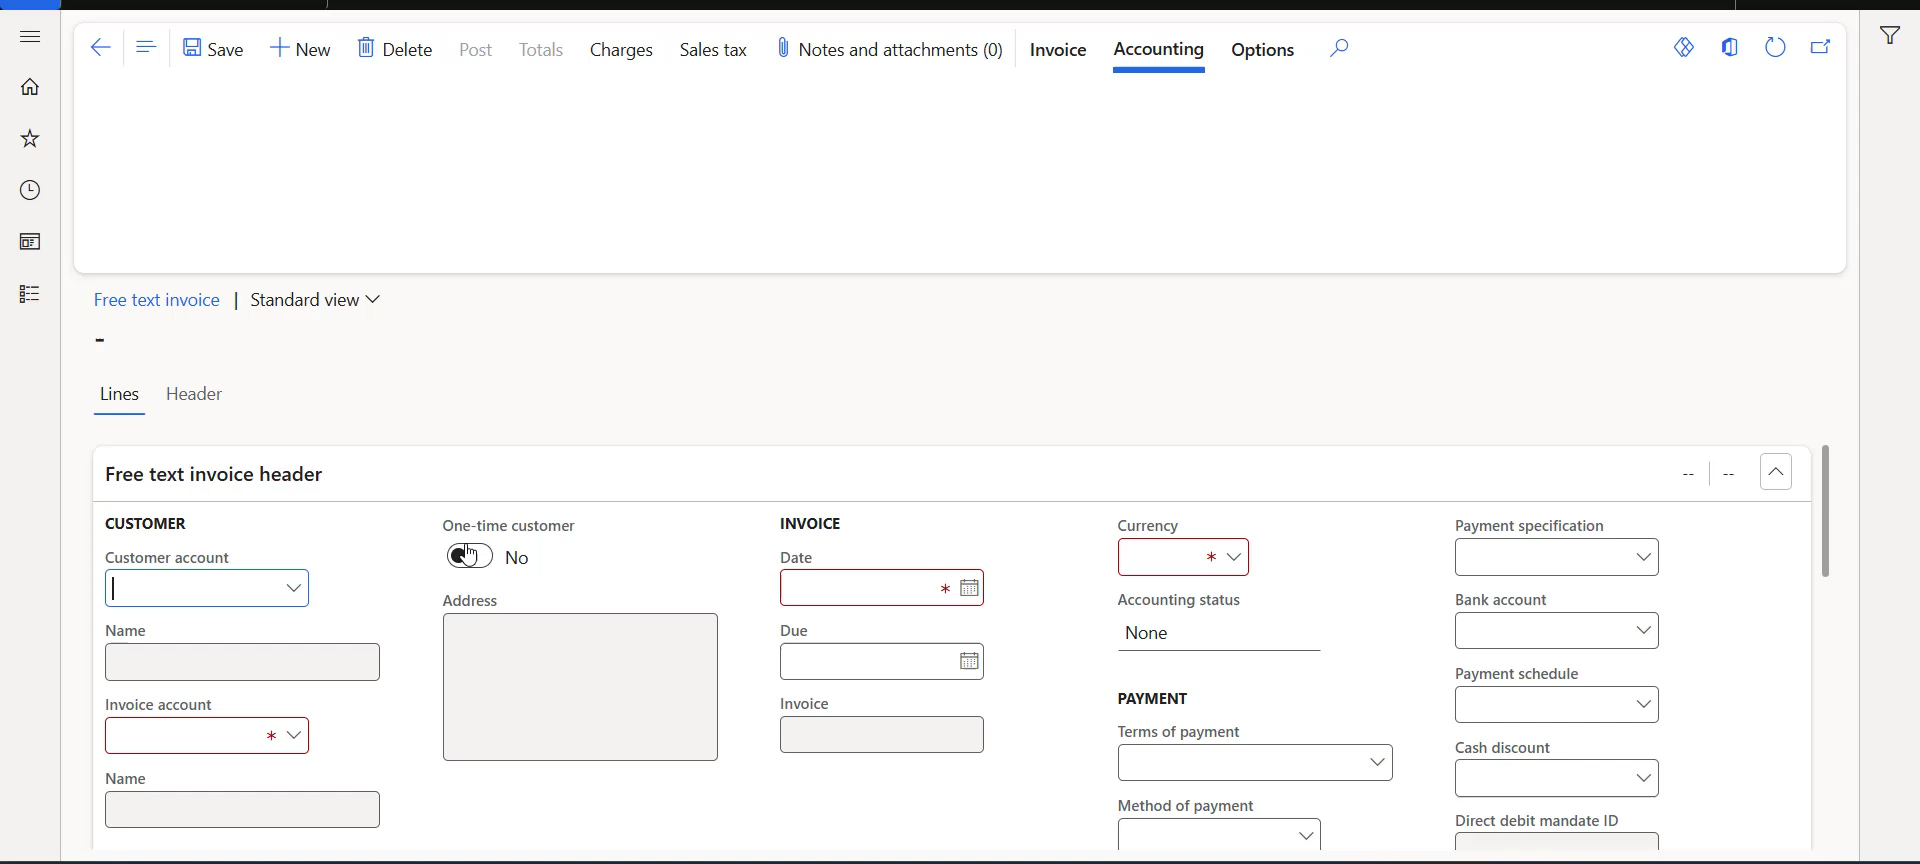 Save New Delete Post Totals Charges Sales tax Notes and attachments (0) Invoice Accounting Options
Free text invoice | Standard view
-
Lines Header
Free text invoice header -- --
CUSTOMER
Customer account
Name
Invoice account
*
Name
One-time customer
No
Address
INVOICE
Date
*
Due
Invoice
Currency
*
Accounting status
None
PAYMENT
Terms of payment
Method of payment
Payment specification
Bank account
Payment schedule
Cash discount
Direct debit mandate ID